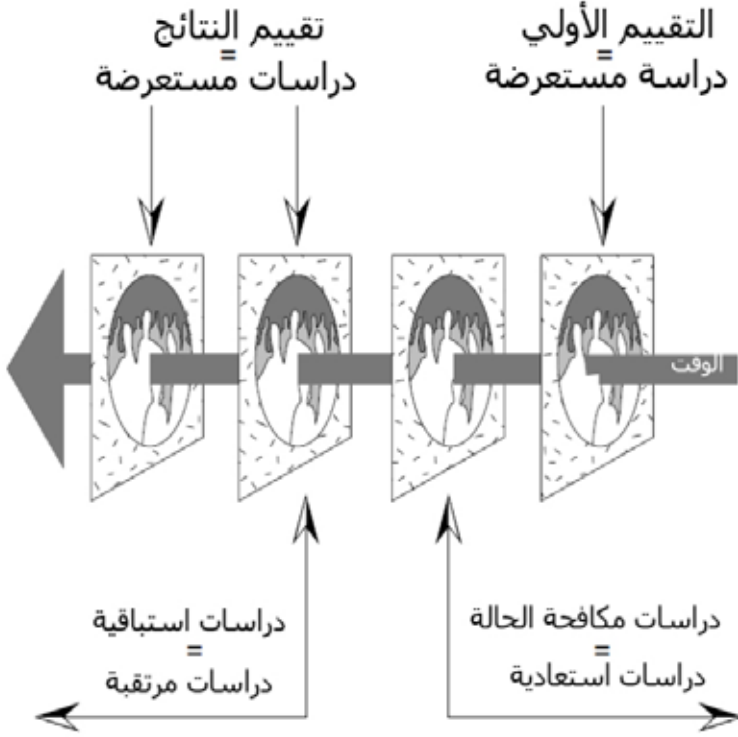 التقييم الأولي
=
دراسة مستعرضة
تقييم النتائج
=
دراسات مستعرضة
الوقت
دراسات مكافحة الحالة
=
دراسات استعادية
دراسات استباقية
=
دراسات مرتقبة